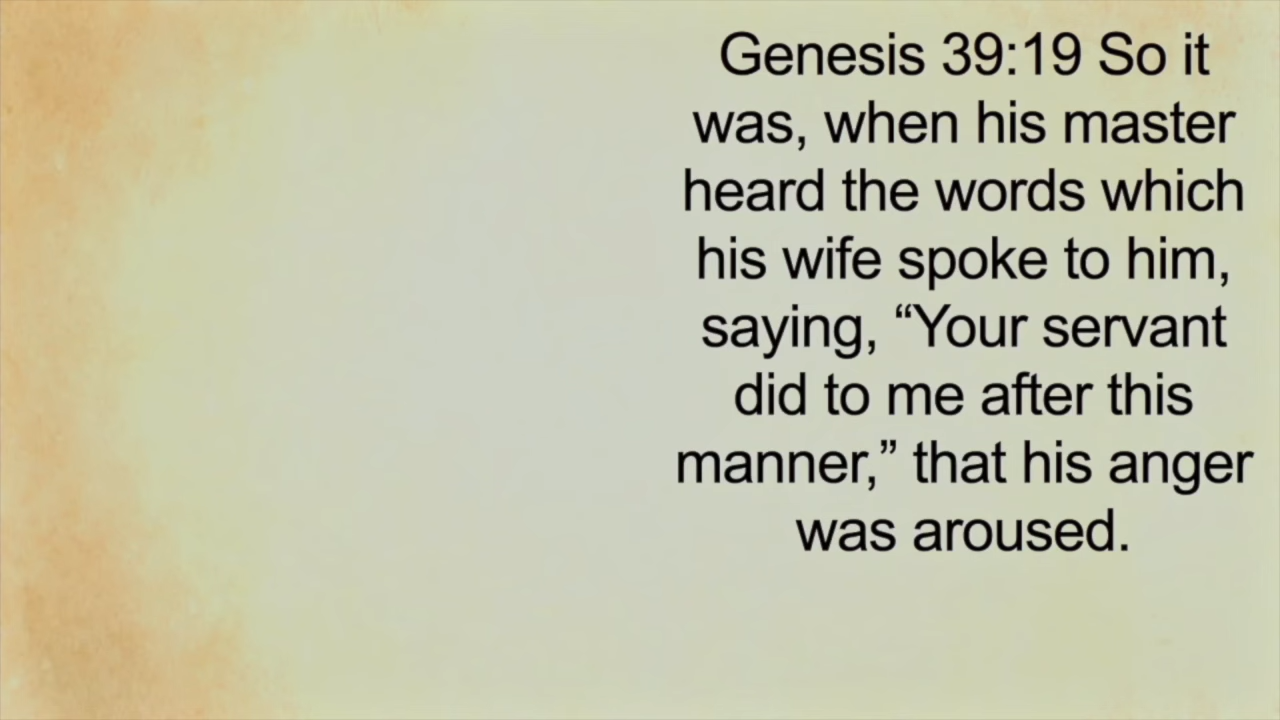 Genesis 39:19 So it
was, when his master
heard the words which
his wife spoke to him,
saying, “Your servant
did to me after this
manner,” that his anger
was aroused.